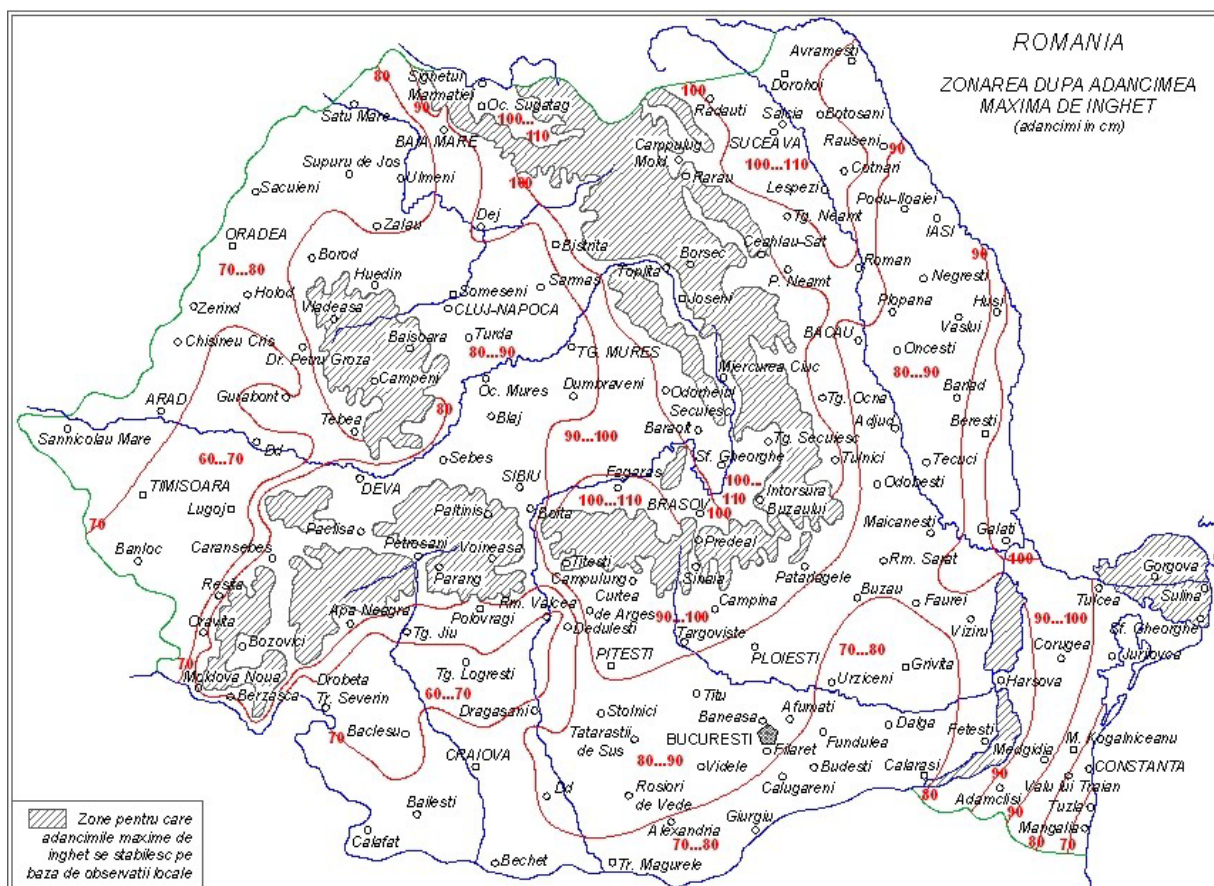 ROMANIA
ZONAREA DUPA ADANCIMEA
MAXIMA DE INGHET
(adancimi in cm)
Avramesti
80
Sighetul
Marmatiei
Dorohoi
100
Oc. Sugatag
Radauti
90
100...
110
Satu Mare
Salcia
Botosani
BAIA MARE
SUCEAVA
Rauseni
90
Campulug
Mold.
100...110
Supuru de Jos
Ulmeni
Rarau
Cotnari
Sacuieni
100
Lespezi
Podu-Iloaiei
Zalau
Dej
Tg. Neamt
IASI
ORADEA
Bistrita
Ceahlau-Sat
90
70...80
Borod
Borsec
Roman
Huedin
Toplita
P. Neamt
Negresti
Holod
Someseni
Sarmas
Joseni
Zerind
Vladeasa
CLUJ-NAPOCA
Plopana
Husi
Vaslui
Turda
BACAU
Chisineu Cris
Baisoara
TG. MURES
Dr. Petru Groza
80...90
Oncesti
Miercurea Ciuc
80...90
Campeni
Oc. Mures
Dumbraveni
Odorheiul
Secuiesc
Barlad
Gurabont
80
Tg. Ocna
ARAD
Blaj
Beresti
Tebea
Adjud
Sannicolau Mare
90...100
Baraolt
Tg. Secuiesc
Dd
60...70
Sebes
Sf. Gheorghe
Tulnici
Tecuci
TIMISOARA
DEVA
SIBIU
Fagaras
100...
110
Odobesti
100...110
Intorsura
Buzaului
70
Lugoj
Paltinis
Boita
BRASOV
100
Paclisa
Maicanesti
Galati
Petrosani
Predeal
Banloc
Caransebes
Voineasa
Titesti
Rm. Sarat
100
Gorgova
Parang
Campulung
Sinaia
Patarlagele
Resita
Tulcea
Sulina
Apa Neagra
Rm. Valcea
Curtea
de Arges
Buzau
Faurei
Polovragi
90...100
Campina
90...100
Sf. Gheorghe
Oravita
Tg. Jiu
Dedulesti
Viziru
Bozovici
Targoviste
Corugea
Jurilovca
70
PITESTI
PLOIESTI
70...80
Grivita
Moldova Noua
Drobeta
Tr. Severin
Tg. Logresti
Urziceni
Harsova
Berzasca
60...70
Titu
Dragasani
Stolnici
Afumati
Baneasa
Dalga
70
Baclesu
Tatarastii
de Sus
BUCURESTI
Fundulea
Fetesti
M. Kogalniceanu
CRAIOVA
Filaret
Medgidia
80...90
Videle
Budesti
Calarasi
CONSTANTA
90
Valu lui Traian
Calugareni
80
Adamclisi
Dd
Rosiori
de Vede
Tuzla
Bailesti
90
Alexandria
Giurgiu
Mangalia
Calafat
70...80
80
70
Bechet
Tr. Magurele
Zone pentru care
adancimile maxime de
inghet se stabilesc pe
baza de observatii locale